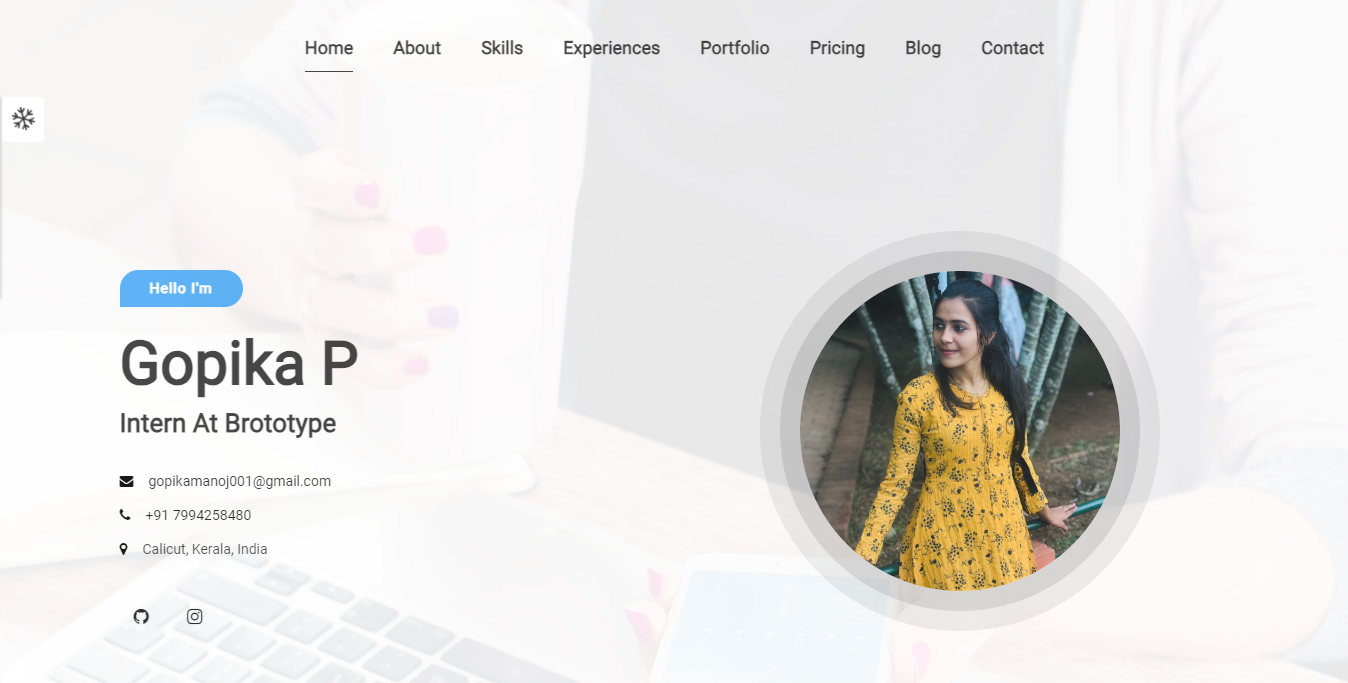 Home About Skills Experiences Portfolio Pricing Blog Contact
Hello I'm
Gopika P
Intern At Brototype
gopikamanoj001@gmail.com
+91 7994258480
Calicut, Kerala, India